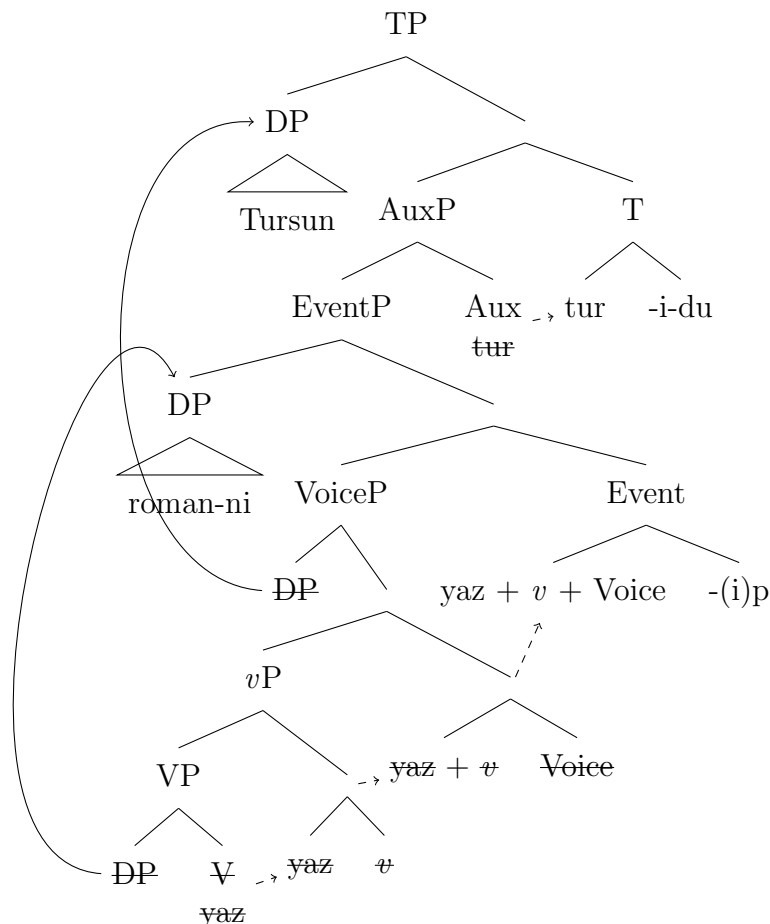 TP
DP
Tursun AuxP T
EventP Aux tur -i-du
tur
DP
roman-ni VoiceP Event
DP yaz + v + Voice -(i)p
vP
VP yaz + v Voice
DP V yaz v
yaz